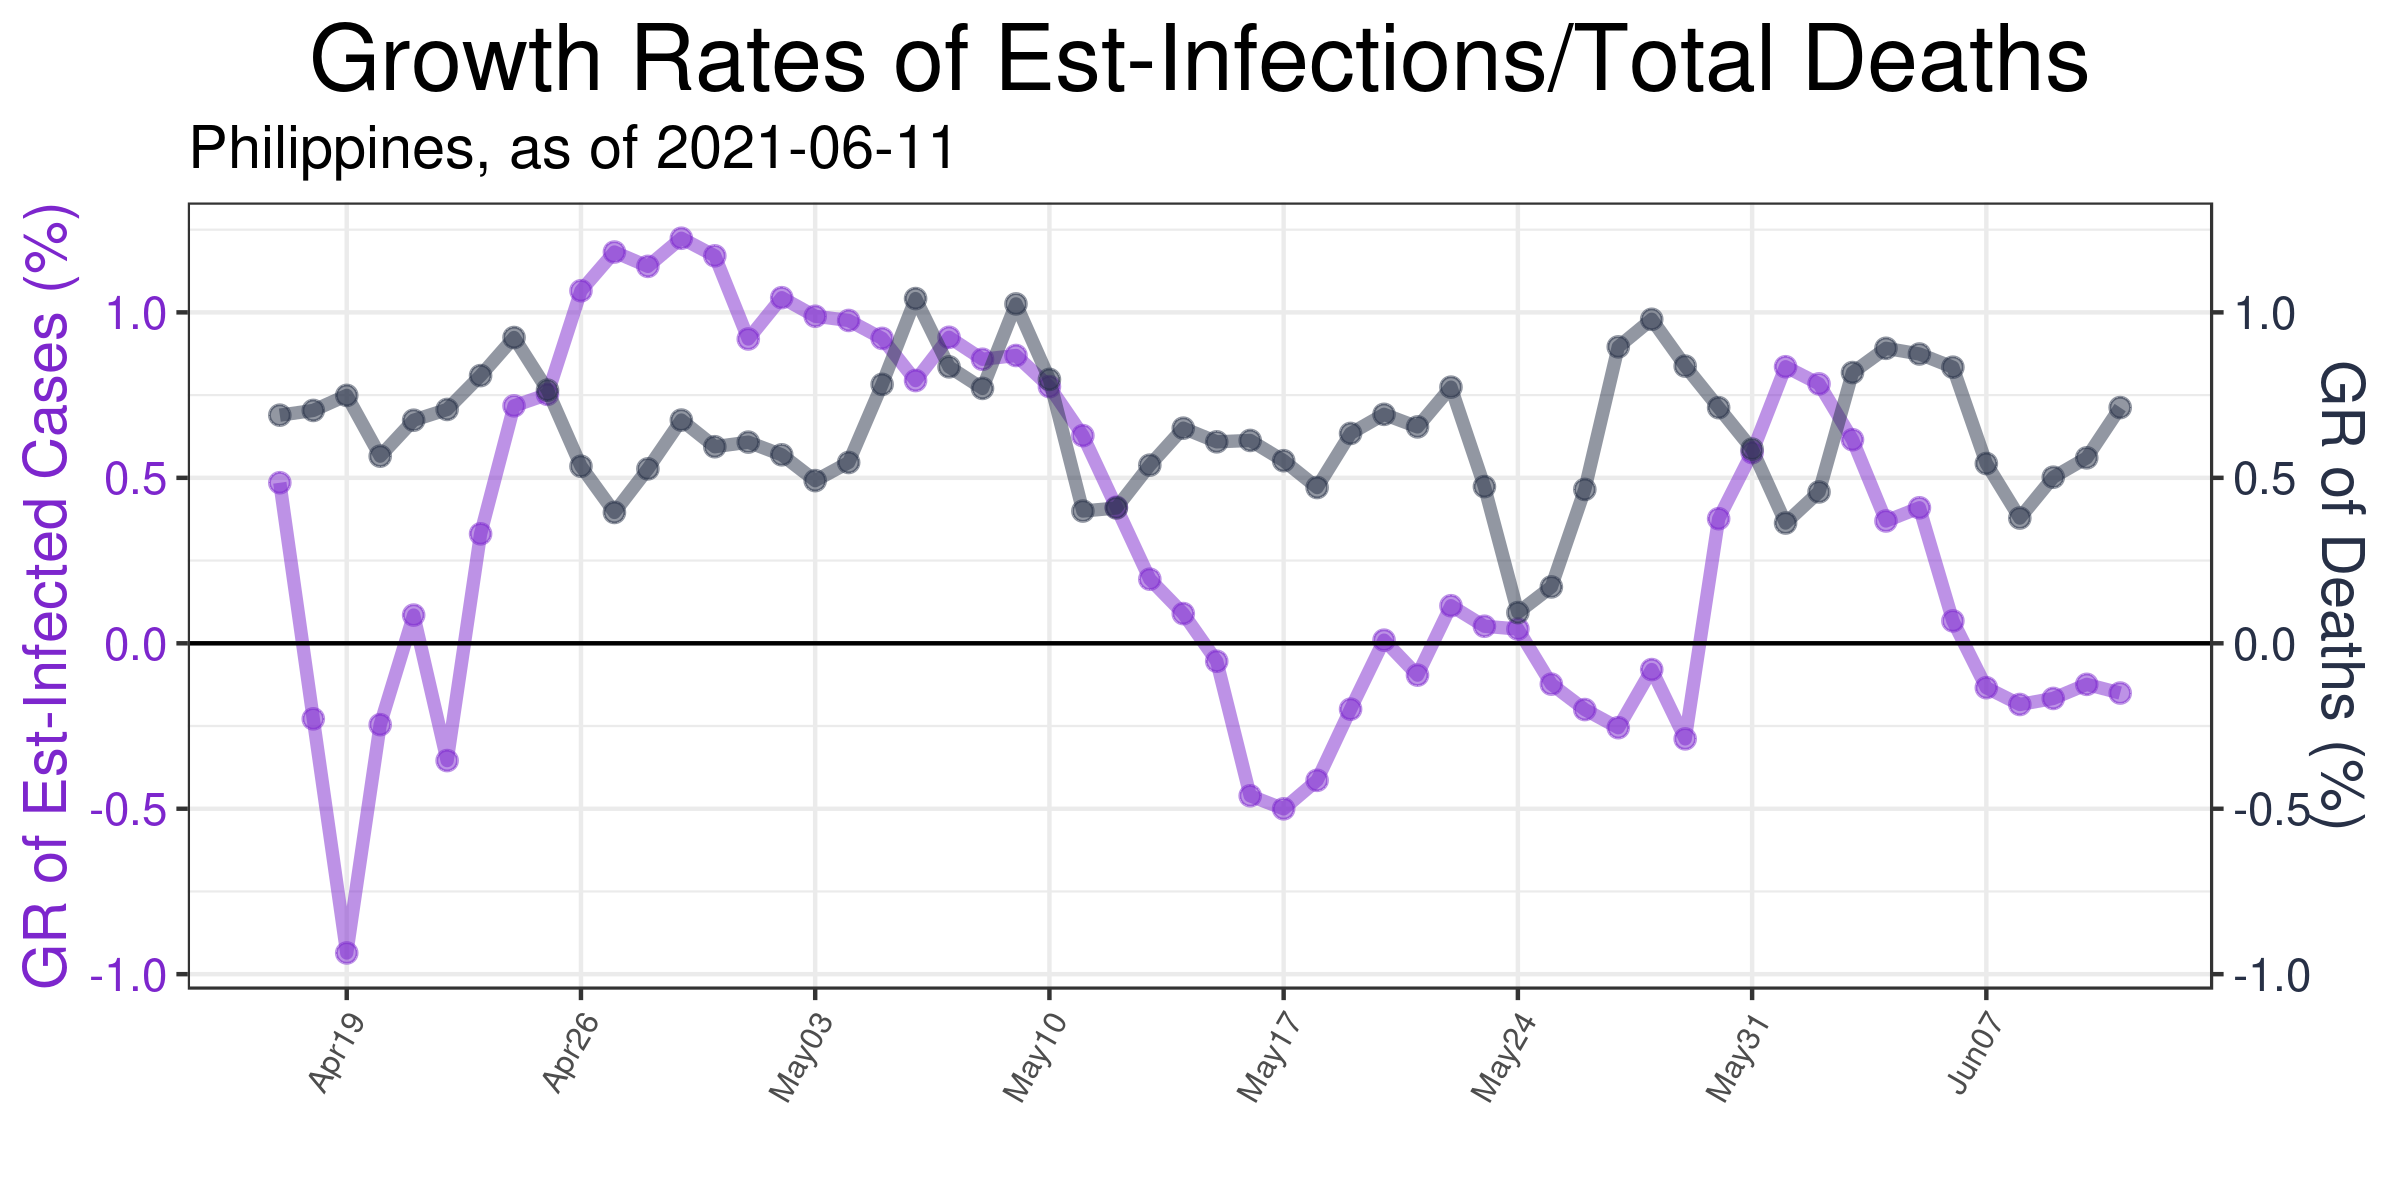 Growth Rates of Est-Infections/Total Deaths
Philippines, as of 2021-06-11
GR of Est-Infected Cases (%)
1.0
0.5
0.0
-0.5
-1.0
1.0
0.5
0.0
-0.5
-1.0
GR of Deaths (%)
Apr19
Apr26
May03
May10
May17
May24
May31
Jun07